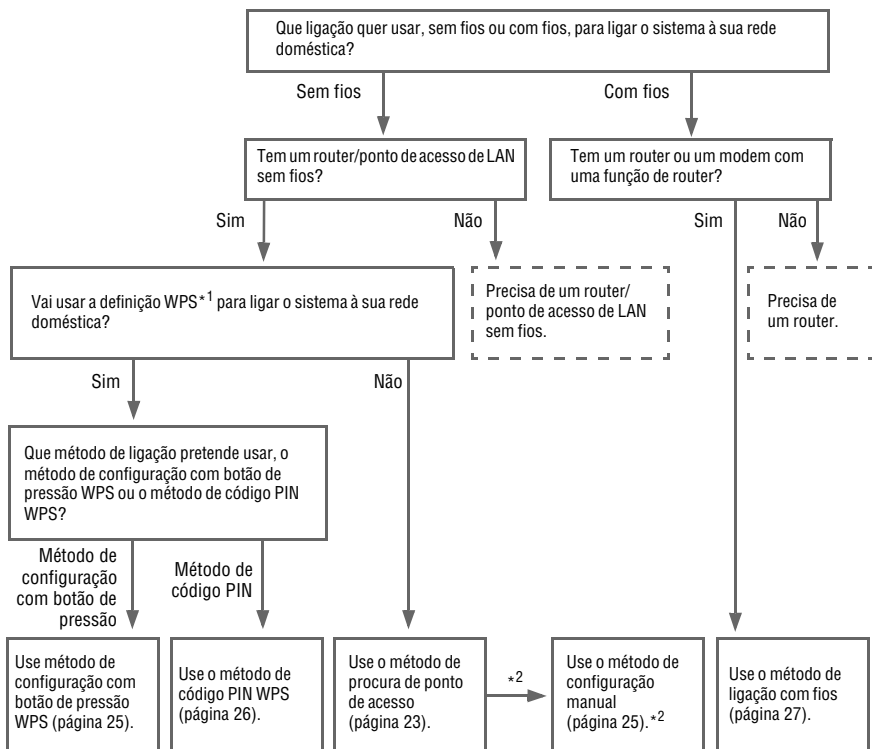 Que ligação quer usar, sem fios ou com fios, para ligar o sistema à sua rede
doméstica?
Sem fios
Com fios
Tem um router/ponto de acesso de LAN
sem fios?
Tem um router ou um modem com
uma função de router?
Sim
Não
Sim
Não
Vai usar a definição WPS*1 para ligar o sistema à sua rede
doméstica?
Precisa de um router/
ponto de acesso de LAN
sem fios.
Precisa de
um router.
Sim
Não
Que método de ligação pretende usar, o
método de configuração com botão de
pressão WPS ou o método de código PIN
WPS?
Método de
configuração
com botão de
pressão
Método de
código PIN
Use método de
configuração com
botão de pressão
WPS (página 25).
Use o método de
código PIN WPS
(página 26).
Use o método de
procura de ponto
de acesso
(página 23).
*2
Use o método de
configuração
manual
(página 25).*2
Use o método de
ligação com fios
(página 27).